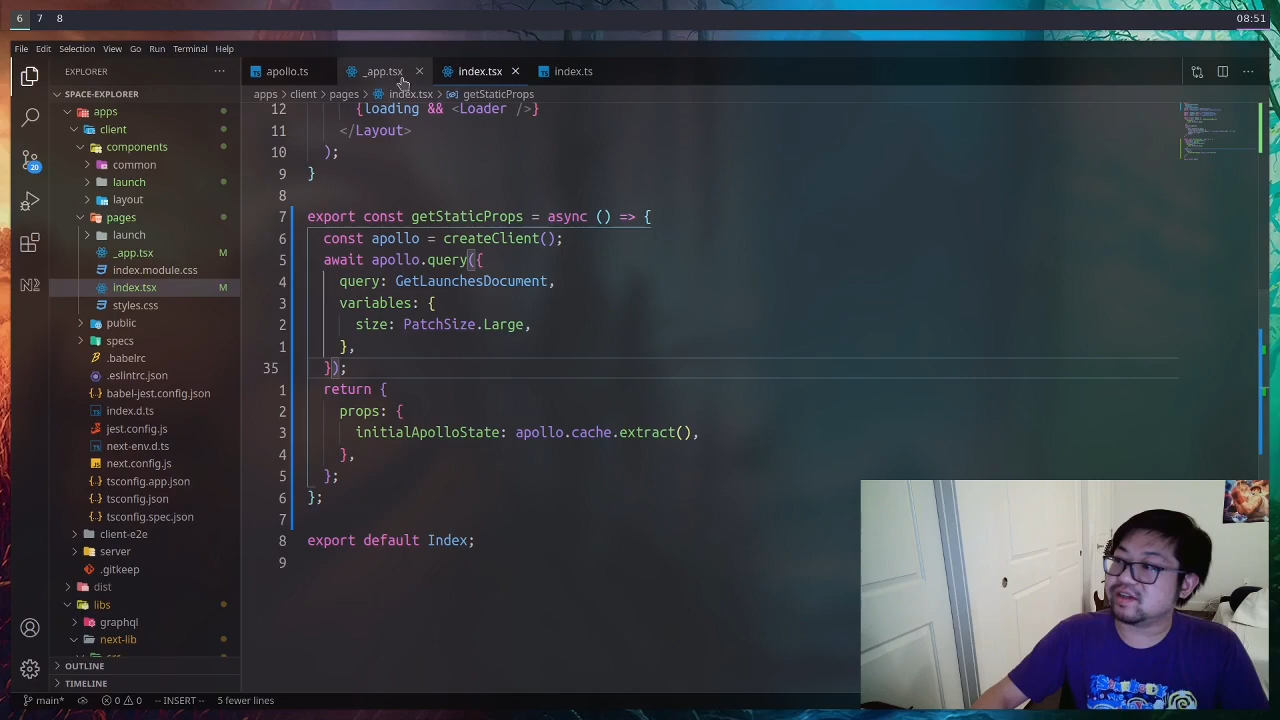 6 7 8 08:51
File Edit Selection View Go Run Terminal Help
EXPLORER ··· TS apollo.ts _app.tsx index.tsx TS index.ts
SPACE-EXPLORER apps > client > pages > index.tsx > getStaticProps
apps
client
components
common
launch
layout
pages
launch
_app.tsx M
index.module.css
index.tsx M
styles.css
public
specs
.babelrc
.eslintrc.json
babel-jest.config.json
index.d.ts
jest.config.js
next-env.d.ts
next.config.js
tsconfig.app.json
tsconfig.json
tsconfig.spec.json
client-e2e
server
.gitkeep
dist
libs
graphql
next-lib
OUTLINE
TIMELINE
20
12 {loading && <Loader />}
11 </Layout>
10 );
9 }
8
7 export const getStaticProps = async () => {
6 const apollo = createClient();
5 await apollo.query({
4 query: GetLaunchesDocument,
3 variables: {
2 size: PatchSize.Large,
1 },
35 });
1 return {
2 props: {
3 initialApolloState: apollo.cache.extract(),
4 },
5 };
6 };
7
8 export default Index;
9
main* 0 0 -- INSERT -- 5 fewer lines